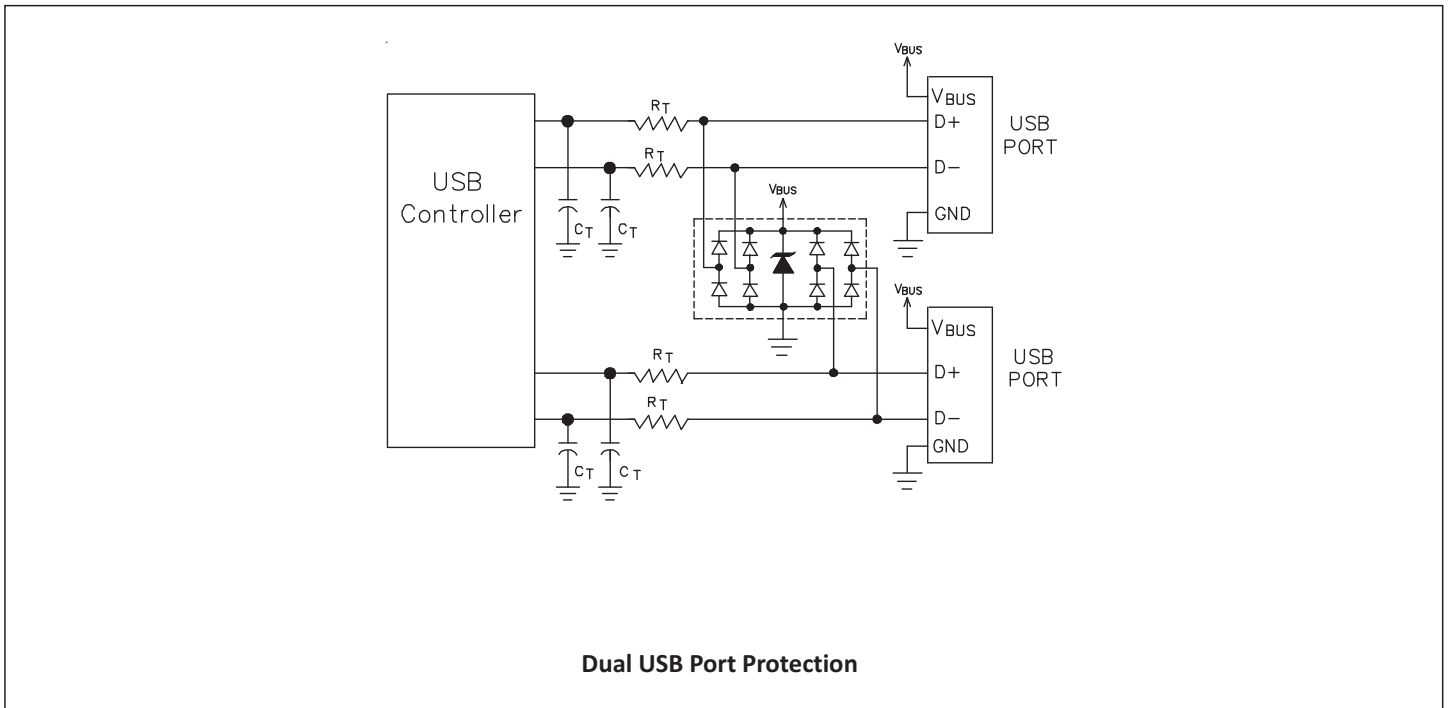 VBUS
VBUS
D+
D−
GND
USB
PORT
RT
RT
USB
Controller
CT
CT
VBUS
VBUS
VBUS
D+
D−
GND
USB
PORT
RT
RT
CT
CT
Dual USB Port Protection